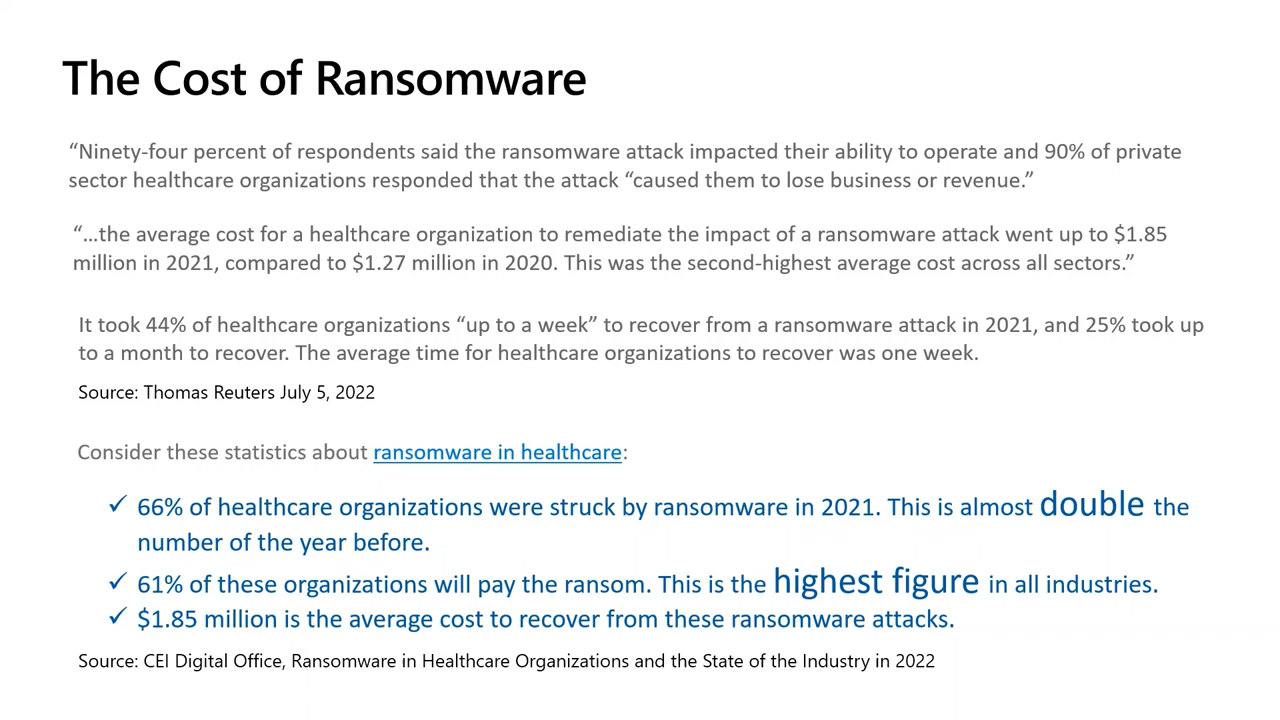 The Cost of Ransomware
“Ninety-four percent of respondents said the ransomware attack impacted their ability to operate and 90% of private
sector healthcare organizations responded that the attack “caused them to lose business or revenue.”
“…the average cost for a healthcare organization to remediate the impact of a ransomware attack went up to $1.85
million in 2021, compared to $1.27 million in 2020. This was the second-highest average cost across all sectors.”
It took 44% of healthcare organizations “up to a week” to recover from a ransomware attack in 2021, and 25% took up
to a month to recover. The average time for healthcare organizations to recover was one week.
Source: Thomas Reuters July 5, 2022
Consider these statistics about ransomware in healthcare:
✓ 66% of healthcare organizations were struck by ransomware in 2021. This is almost double the
number of the year before.
✓ 61% of these organizations will pay the ransom. This is the highest figure in all industries.
✓ $1.85 million is the average cost to recover from these ransomware attacks.
Source: CEI Digital Office, Ransomware in Healthcare Organizations and the State of the Industry in 2022